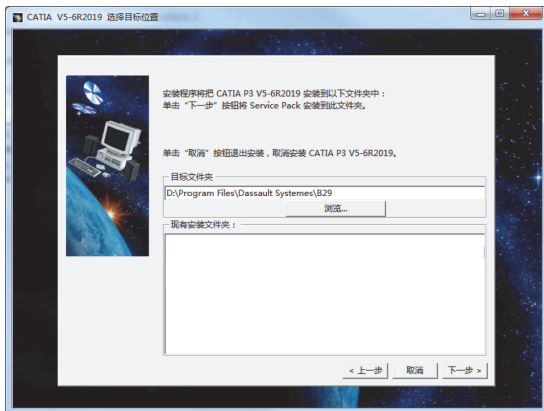 CATIA V5-6R2019 选择目标位置
安装程序将把 CATIA P3 V5-6R2019 安装到以下文件夹中：
单击“下一步”按钮将 Service Pack 安装到此文件夹。
单击“取消”按钮退出安装，取消安装 CATIA P3 V5-6R2019。
目标文件夹
D:\Program Files\Dassault Systemes\B29
浏览...
现有安装文件夹：
< 上一步 取消 下一步 >